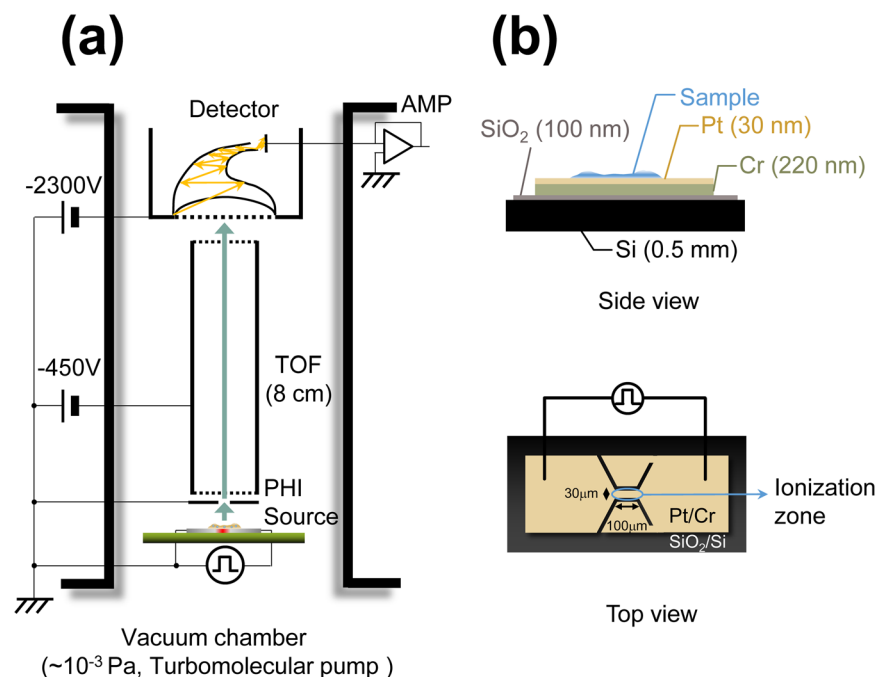 (a)
Detector
AMP
-2300V
-450V
TOF
(8 cm)
PHI
Source
Vacuum chamber
(~10⁻³ Pa, Turbomolecular pump )
(b)
Sample
SiO₂ (100 nm)
Pt (30 nm)
Cr (220 nm)
Si (0.5 mm)
Side view
30μm
100μm
Pt/Cr
SiO₂/Si
Ionization
zone
Top view